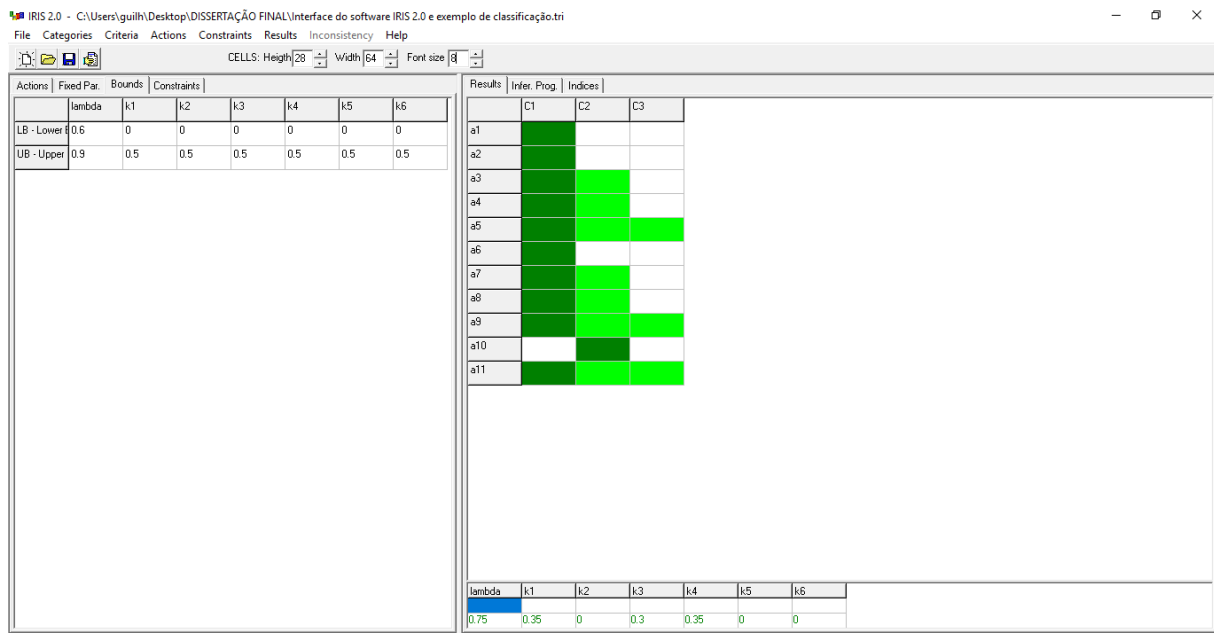 IRIS 2.0 - C:\Users\guilh\Desktop\DISSERTAÇÃO FINAL\Interface do software IRIS 2.0 e exemplo de classificação.tri
File Categories Criteria Actions Constraints Results Inconsistency Help
CELLS: Heigth 28 Width 64 Font size 8
Actions Fixed Par. Bounds Constraints
lambda k1 k2 k3 k4 k5 k6
LB - Lower 0.6 0 0 0 0 0 0
UB - Upper 0.9 0.5 0.5 0.5 0.5 0.5 0.5
Results Infer. Prog. Indices
C1 C2 C3
a1
a2
a3
a4
a5
a6
a7
a8
a9
a10
a11
lambda k1 k2 k3 k4 k5 k6
0.75 0.35 0 0.3 0.35 0 0